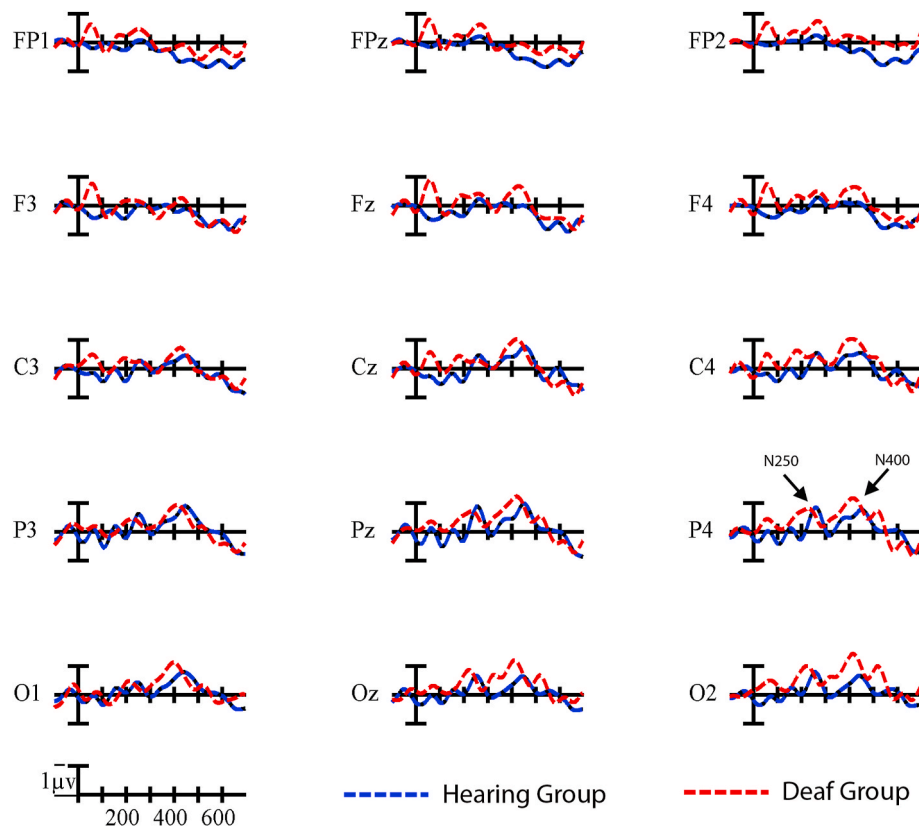 FP1 FPz FP2
F3 Fz F4
C3 Cz C4
N250 N400
P3 Pz P4
O1 Oz O2
1μv
200 400 600
Hearing Group Deaf Group